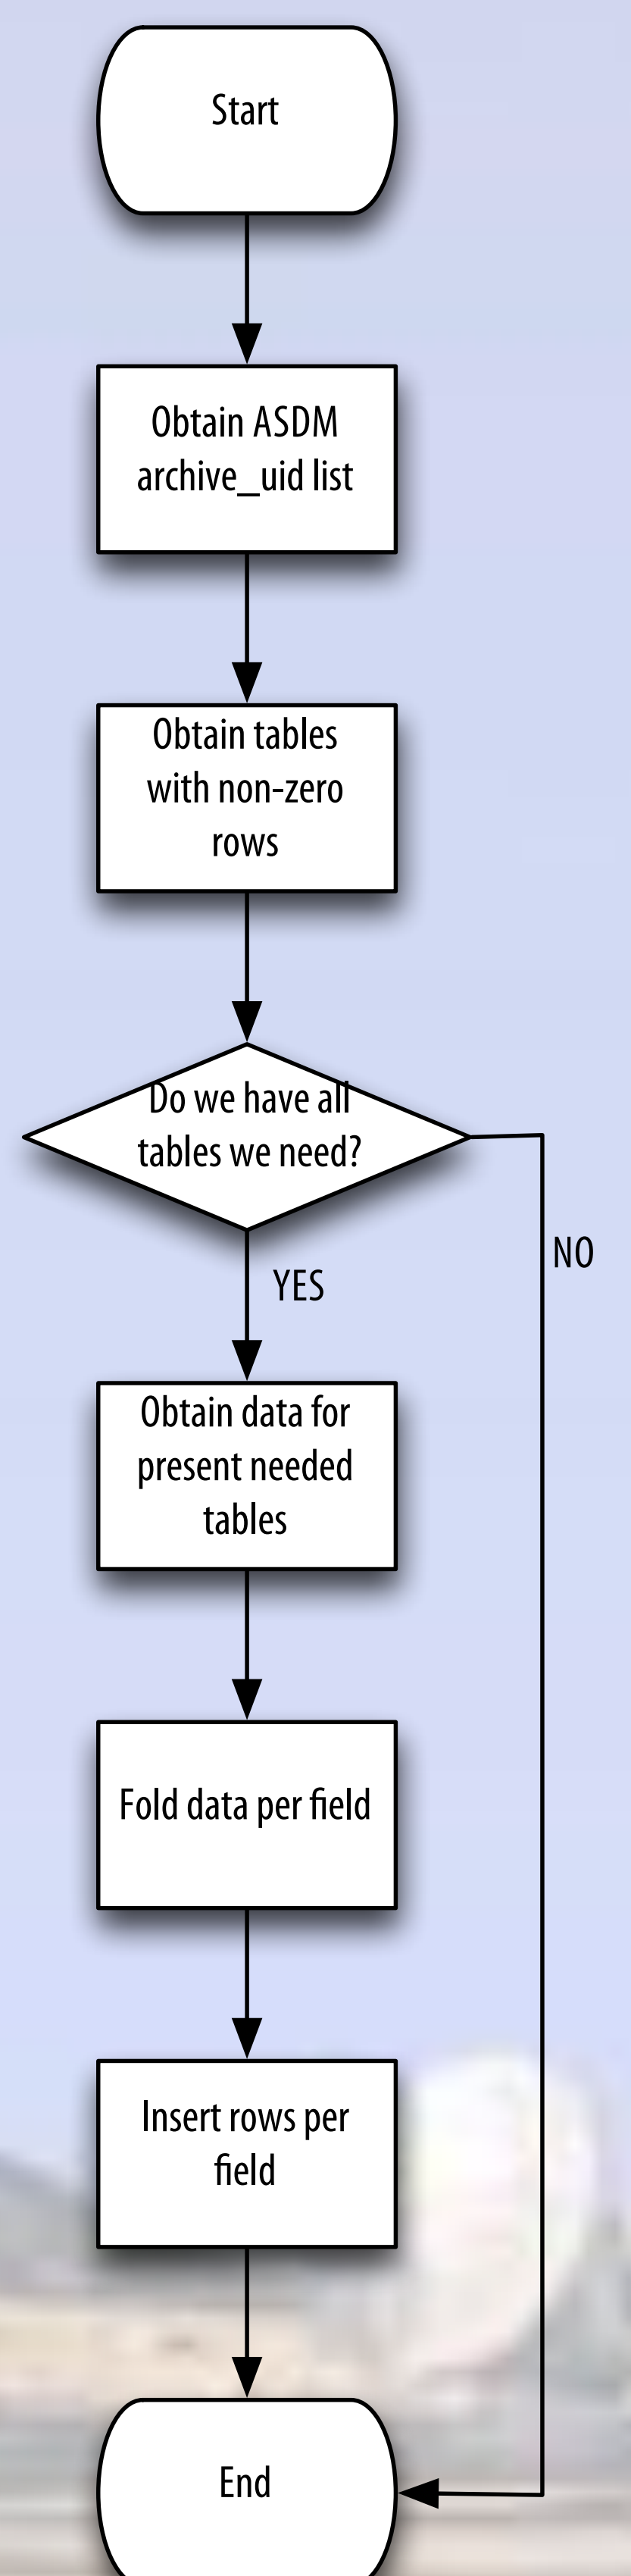 Start
Obtain ASDM
archive_uid list
Obtain tables
with non-zero
rows
Do we have all
tables we need?
NO
YES
Obtain data for
present needed
tables
Fold data per field
Insert rows per
field
End